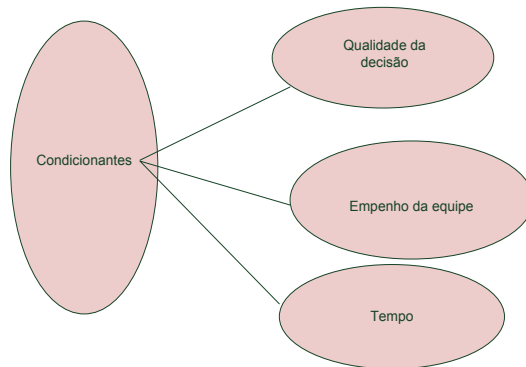 Qualidade da
decisão
Condicionantes
Empenho da equipe
Tempo